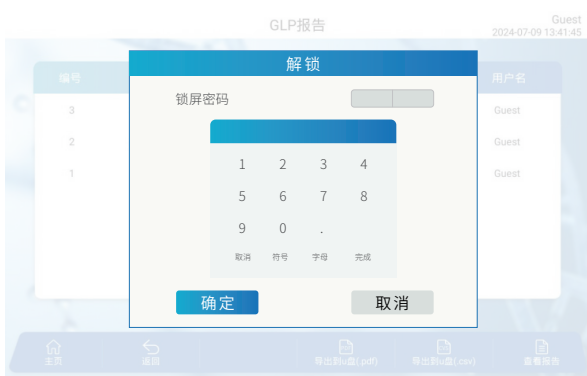 GLP报告
Guest
2024-07-09 13:41:45
解锁
编号
用户名
锁屏密码
3
Guest
1 2 3 4
2
Guest
5 6 7 8
1
Guest
9 0 .
取消 符号 字母 完成
确定
取消
主页
返回
导出到u盘(.pdf)
导出到u盘(.csv)
查看报告